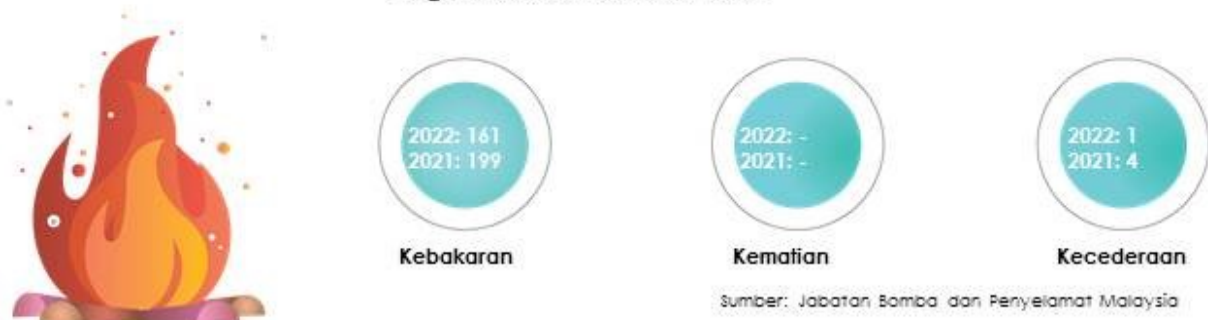 2022: 161
2021: 199
Kebakaran
2022: -
2021: -
Kematian
2022: 1
2021: 4
Kecederaan
Sumber: Jabatan Bomba dan Penyelamat Malaysia